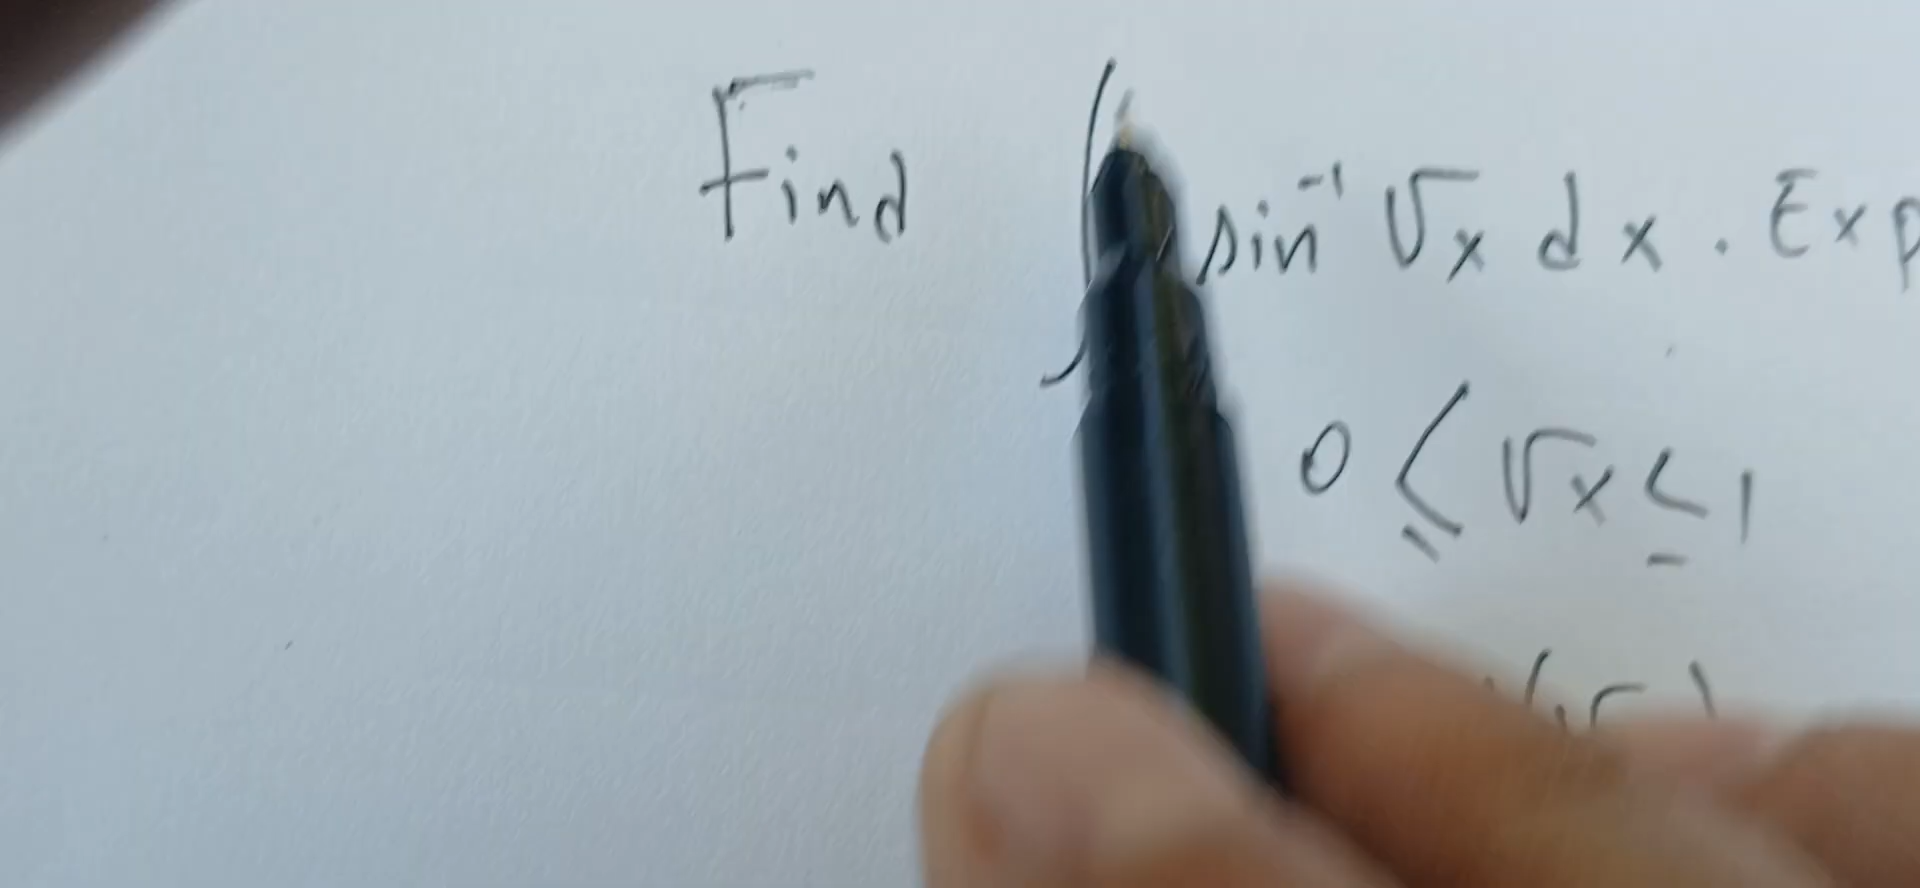 Find ∫ sin⁻¹ √x dx. Exp
0 ≤ √x ≤ 1